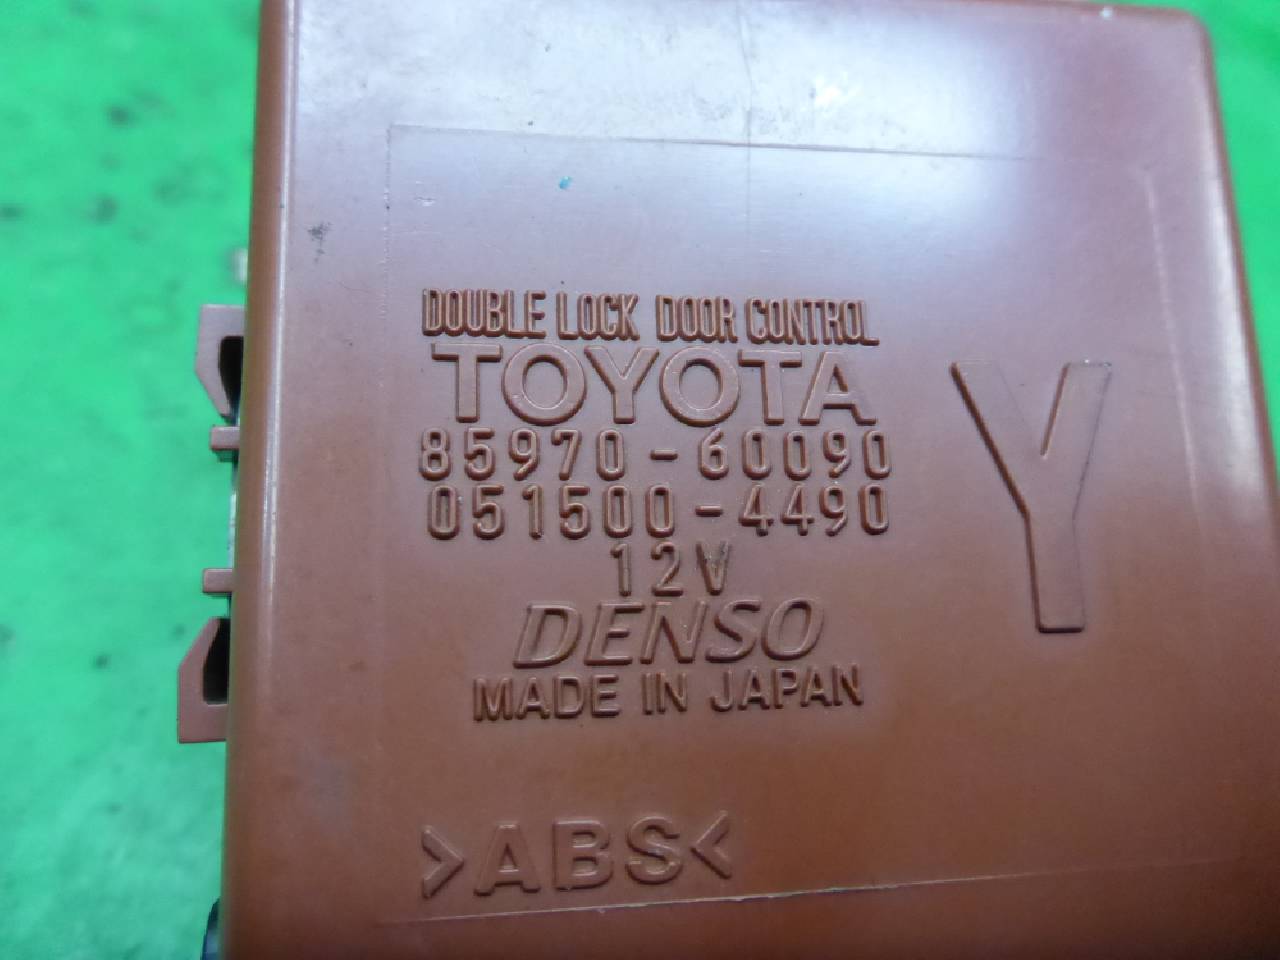 DOUBLE LOCK DOOR CONTROL
TOYOTA
85970-60090
051500-4490
12V
DENSO
MADE IN JAPAN
Y
>ABS<